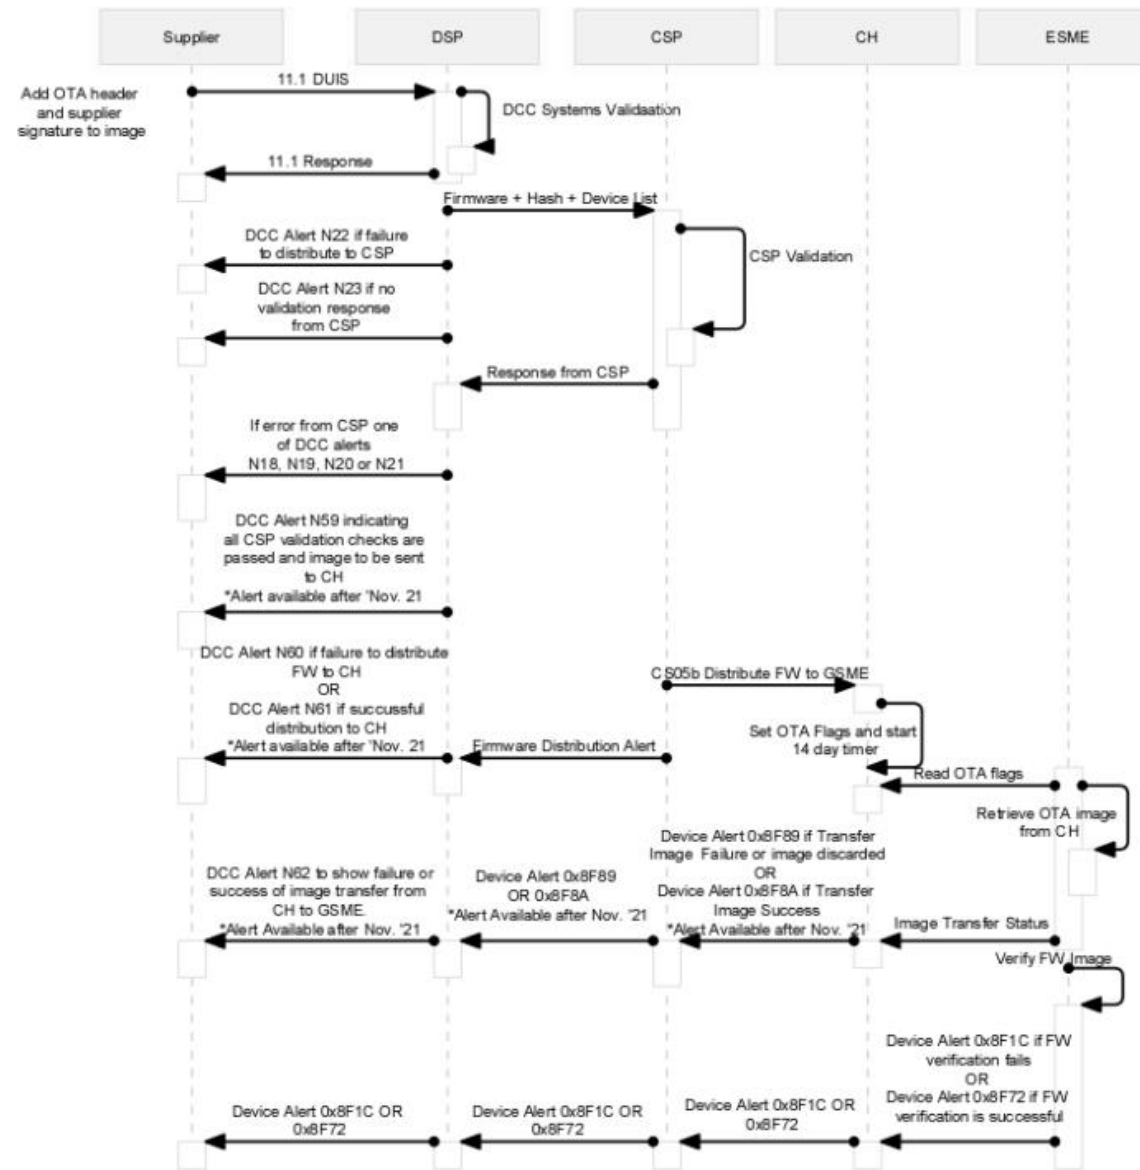 Supplier
DSP
CSP
CH
ESME
11.1 DUIS
Add OTA header
and supplier
signature to image
DCC Systems Validaation
11.1 Response
Firmware + Hash + Device List
DCC Alert N22 if failure
to distribute to CSP
CSP Validation
DCC Alert N23 if no
validation response
from CSP
Response from CSP
If error from CSP one
of DCC alerts
N18, N19, N20 or N21
DCC Alert N59 indicating
all CSP validation checks are
passed and image to be sent
to CH
*Alert available after 'Nov. 21
DCC Alert N60 if failure to distribute
FW to CH
OR
DCC Alert N61 if succussful
distribution to CH
*Alert available after 'Nov. 21
CS05b Distribute FW to GSME
Set OTA Flags and start
14 day timer
Firmware Distribution Alert
Read OTA flags
Retrieve OTA image
from CH
Device Alert 0x8F89 if Transfer
Image Failure or image discarded
OR
Device Alert 0x8F8A if Transfer
Image Success
*Alert Available after Nov. '21
DCC Alert N62 to show failure or
success of image transfer from
CH to GSME.
*Alert Available after Nov. '21
Device Alert 0x8F89
OR 0x8F8A
*Alert Available after Nov. '21
Image Transfer Status
Verify FW Image
Device Alert 0x8F1C if FW
verification fails
OR
Device Alert 0x8F72 if FW
verification is successful
Device Alert 0x8F1C OR
0x8F72
Device Alert 0x8F1C OR
0x8F72
Device Alert 0x8F1C OR
0x8F72